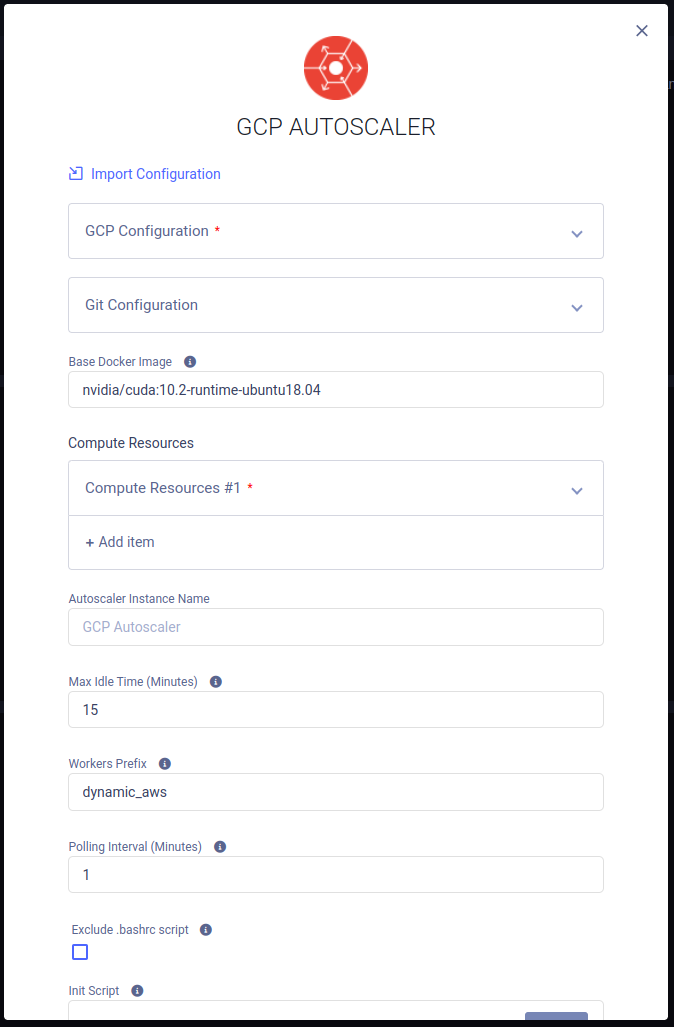 GCP AUTOSCALER
Import Configuration
GCP Configuration *
Git Configuration
Base Docker Image
nvidia/cuda:10.2-runtime-ubuntu18.04
Compute Resources
Compute Resources #1 *
+ Add item
Autoscaler Instance Name
GCP Autoscaler
Max Idle Time (Minutes)
15
Workers Prefix
dynamic_aws
Polling Interval (Minutes)
1
Exclude .bashrc script
Init Script